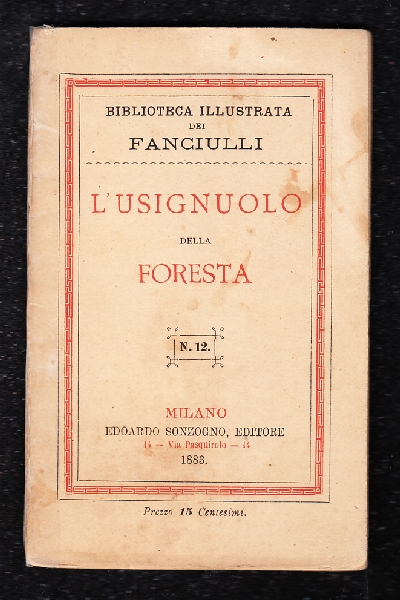 BIBLIOTECA ILLUSTRATA
DEI
FANCIULLI
L'USIGNUOLO
DELLA
FORESTA
N. 12.
MILANO
EDOARDO SONZOGNO, EDITORE
14 — Via Pasquirolo — 14
1883.
Prezzo 15 Centesimi.